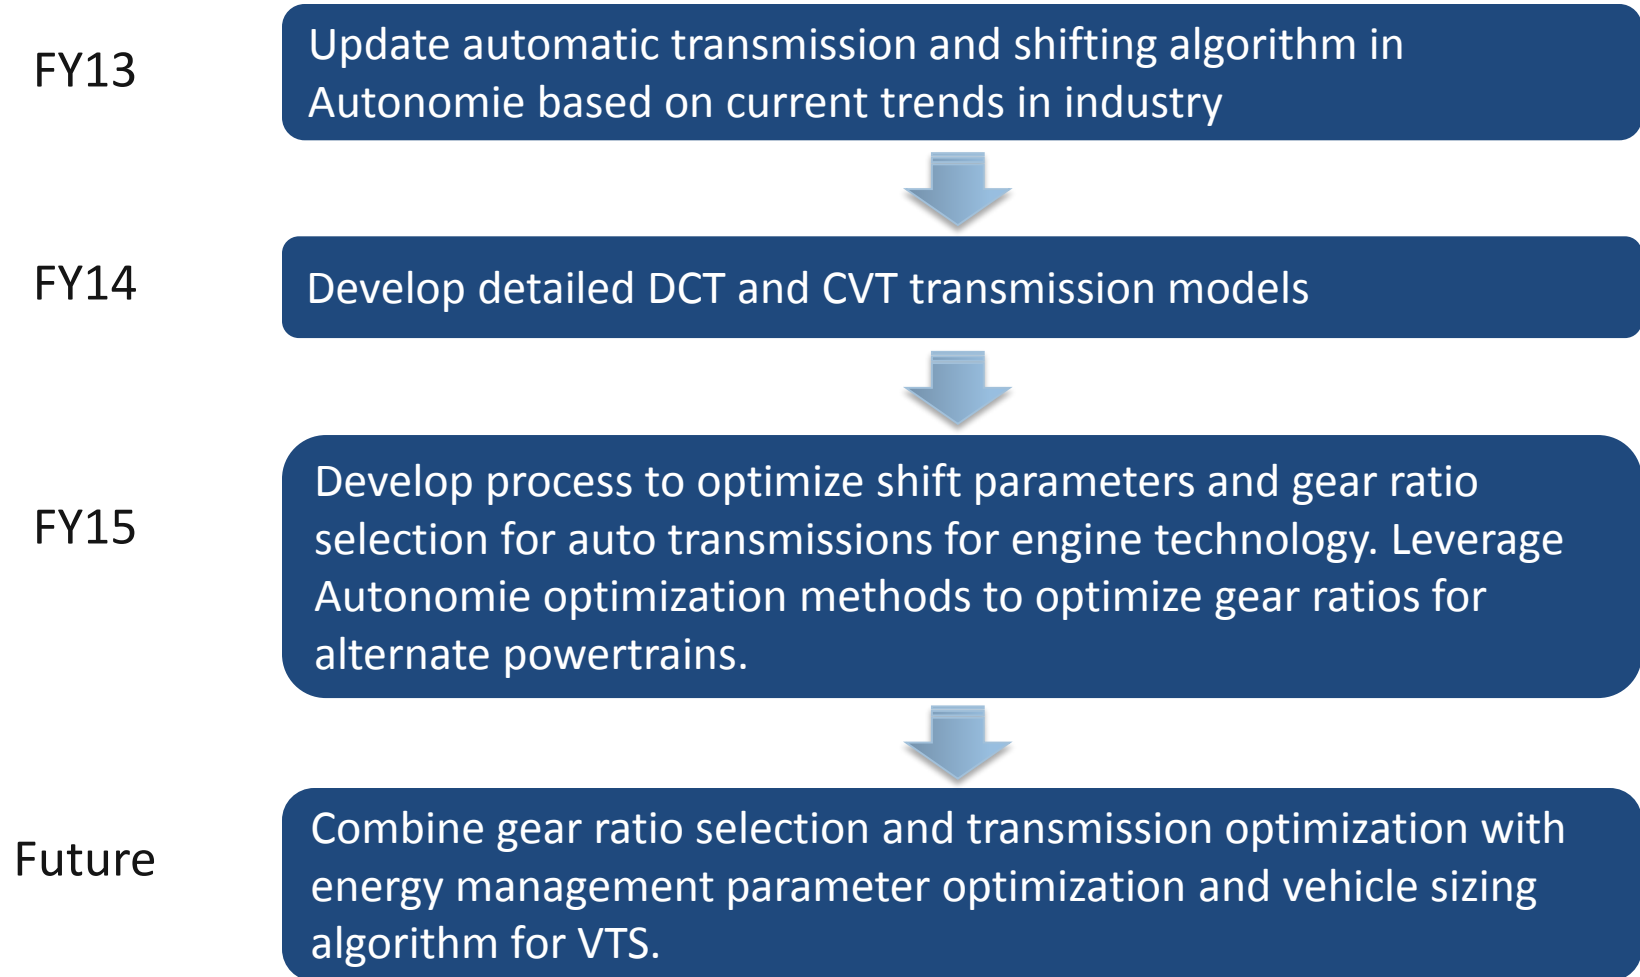 FY13
Update automatic transmission and shifting algorithm in
Autonomie based on current trends in industry
FY14
Develop detailed DCT and CVT transmission models
FY15
Develop process to optimize shift parameters and gear ratio
selection for auto transmissions for engine technology. Leverage
Autonomie optimization methods to optimize gear ratios for
alternate powertrains.
Future
Combine gear ratio selection and transmission optimization with
energy management parameter optimization and vehicle sizing
algorithm for VTS.